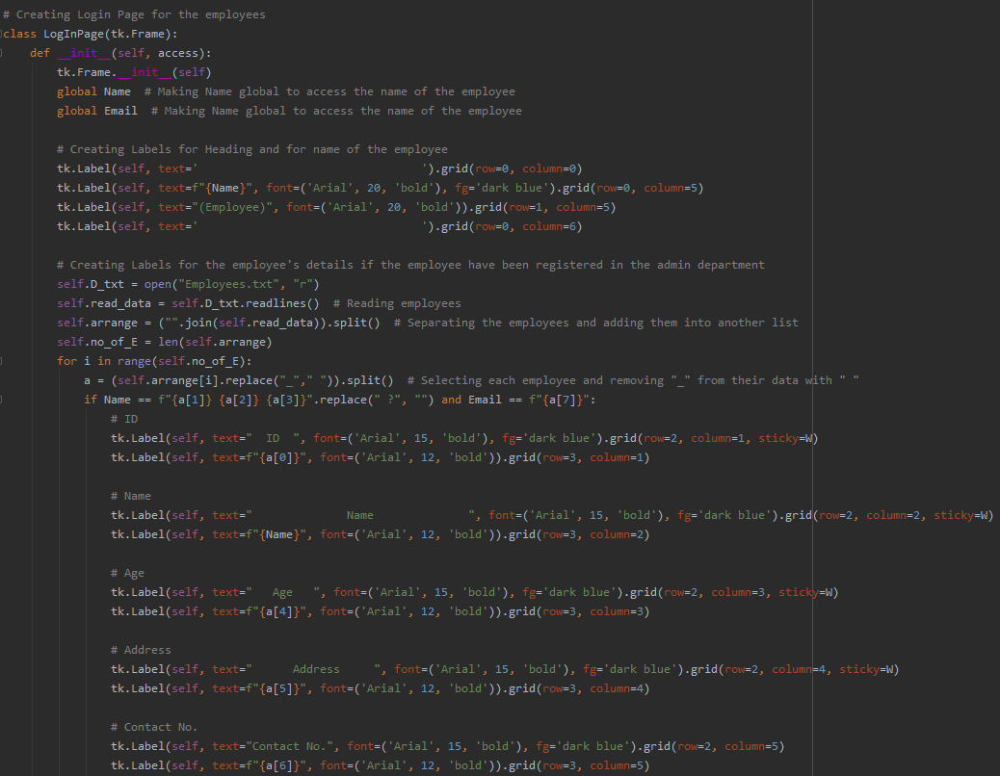 # Creating Login Page for the employees
class LogInPage(tk.Frame):
    def __init__(self, access):
        tk.Frame.__init__(self)
        global Name  # Making Name global to access the name of the employee
        global Email  # Making Name global to access the name of the employee

        # Creating Labels for Heading and for name of the employee
        tk.Label(self, text='                                 ').grid(row=0, column=0)
        tk.Label(self, text=f"{Name}", font=('Arial', 20, 'bold'), fg='dark blue').grid(row=0, column=5)
        tk.Label(self, text="(Employee)", font=('Arial', 20, 'bold')).grid(row=1, column=5)
        tk.Label(self, text='                                 ').grid(row=0, column=6)

        # Creating Labels for the employee's details if the employee have been registered in the admin department
        self.D_txt = open("Employees.txt", "r")
        self.read_data = self.D_txt.readlines()  # Reading employees
        self.arrange = ("".join(self.read_data)).split()  # Separating the employees and adding them into another list
        self.no_of_E = len(self.arrange)
        for i in range(self.no_of_E):
            a = (self.arrange[i].replace("_"," ")).split()  # Selecting each employee and removing "_" from their data with " "
            if Name == f"{a[1]} {a[2]} {a[3]}".replace(" ?", "") and Email == f"{a[7]}":
                # ID
                tk.Label(self, text="  ID  ", font=('Arial', 15, 'bold'), fg='dark blue').grid(row=2, column=1, sticky=W)
                tk.Label(self, text=f"{a[0]}", font=('Arial', 12, 'bold')).grid(row=3, column=1)

                # Name
                tk.Label(self, text="              Name              ", font=('Arial', 15, 'bold'), fg='dark blue').grid(row=2, column=2, sticky=W)
                tk.Label(self, text=f"{Name}", font=('Arial', 12, 'bold')).grid(row=3, column=2)

                # Age
                tk.Label(self, text="   Age   ", font=('Arial', 15, 'bold'), fg='dark blue').grid(row=2, column=3, sticky=W)
                tk.Label(self, text=f"{a[4]}", font=('Arial', 12, 'bold')).grid(row=3, column=3)

                # Address
                tk.Label(self, text="      Address     ", font=('Arial', 15, 'bold'), fg='dark blue').grid(row=2, column=4, sticky=W)
                tk.Label(self, text=f"{a[5]}", font=('Arial', 12, 'bold')).grid(row=3, column=4)

                # Contact No.
                tk.Label(self, text="Contact No.", font=('Arial', 15, 'bold'), fg='dark blue').grid(row=2, column=5)
                tk.Label(self, text=f"{a[6]}", font=('Arial', 12, 'bold')).grid(row=3, column=5)